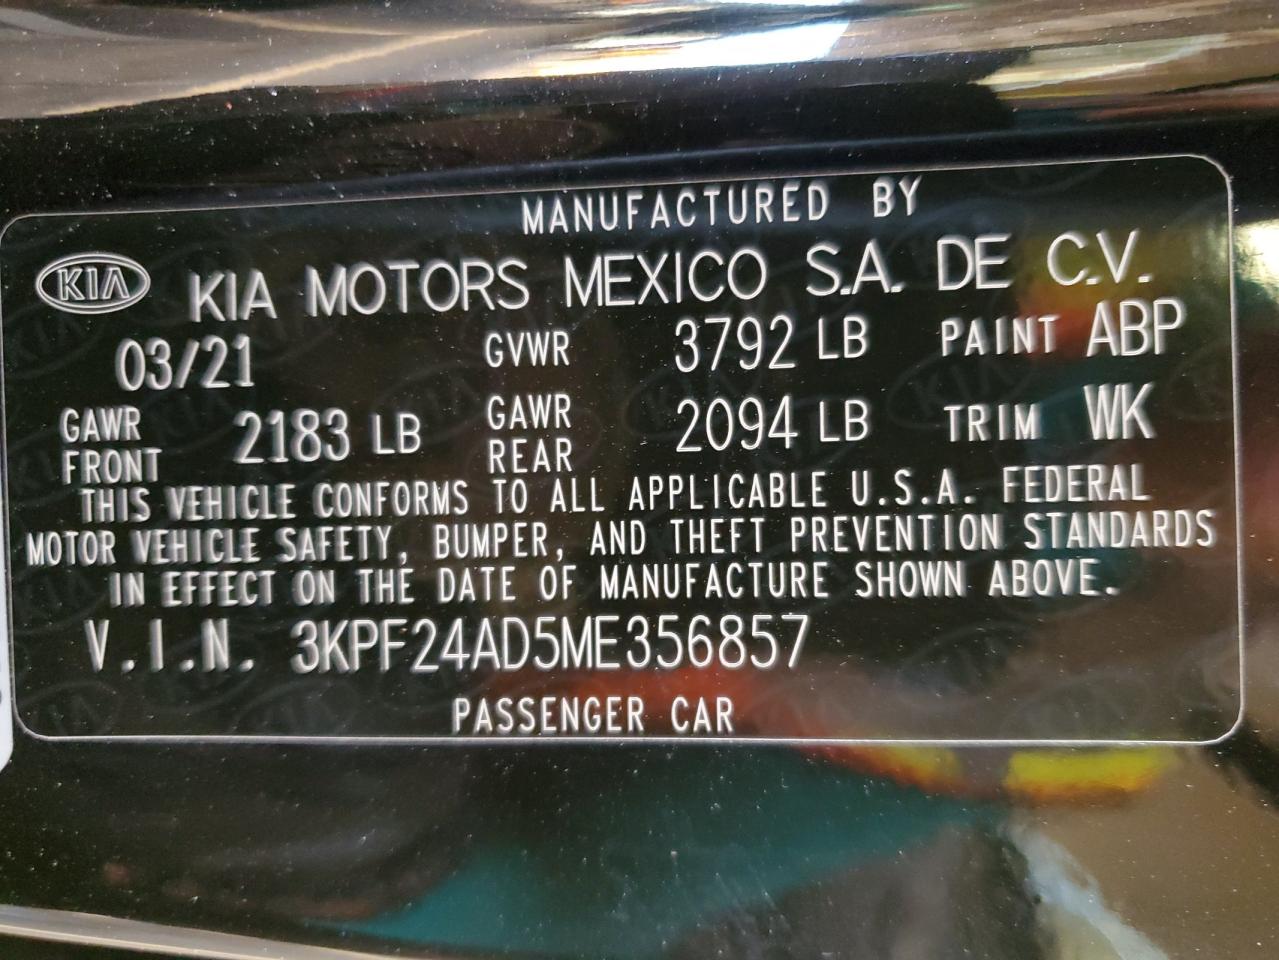 MANUFACTURED BY
KIA KIA MOTORS MEXICO S.A. DE C.V.
03/21 GVWR 3792 LB PAINT ABP
GAWR FRONT 2183 LB GAWR REAR 2094 LB TRIM WK
THIS VEHICLE CONFORMS TO ALL APPLICABLE U.S.A. FEDERAL
MOTOR VEHICLE SAFETY, BUMPER, AND THEFT PREVENTION STANDARDS
IN EFFECT ON THE DATE OF MANUFACTURE SHOWN ABOVE.
V.I.N. 3KPF24AD5ME356857
PASSENGER CAR